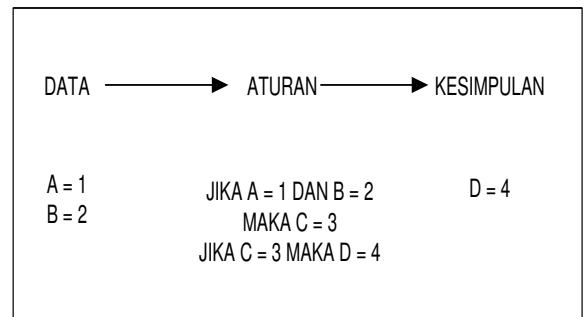 DATA ATURAN KESIMPULAN
A = 1
B = 2
JIKA A = 1 DAN B = 2
MAKA C = 3
JIKA C = 3 MAKA D = 4
D = 4